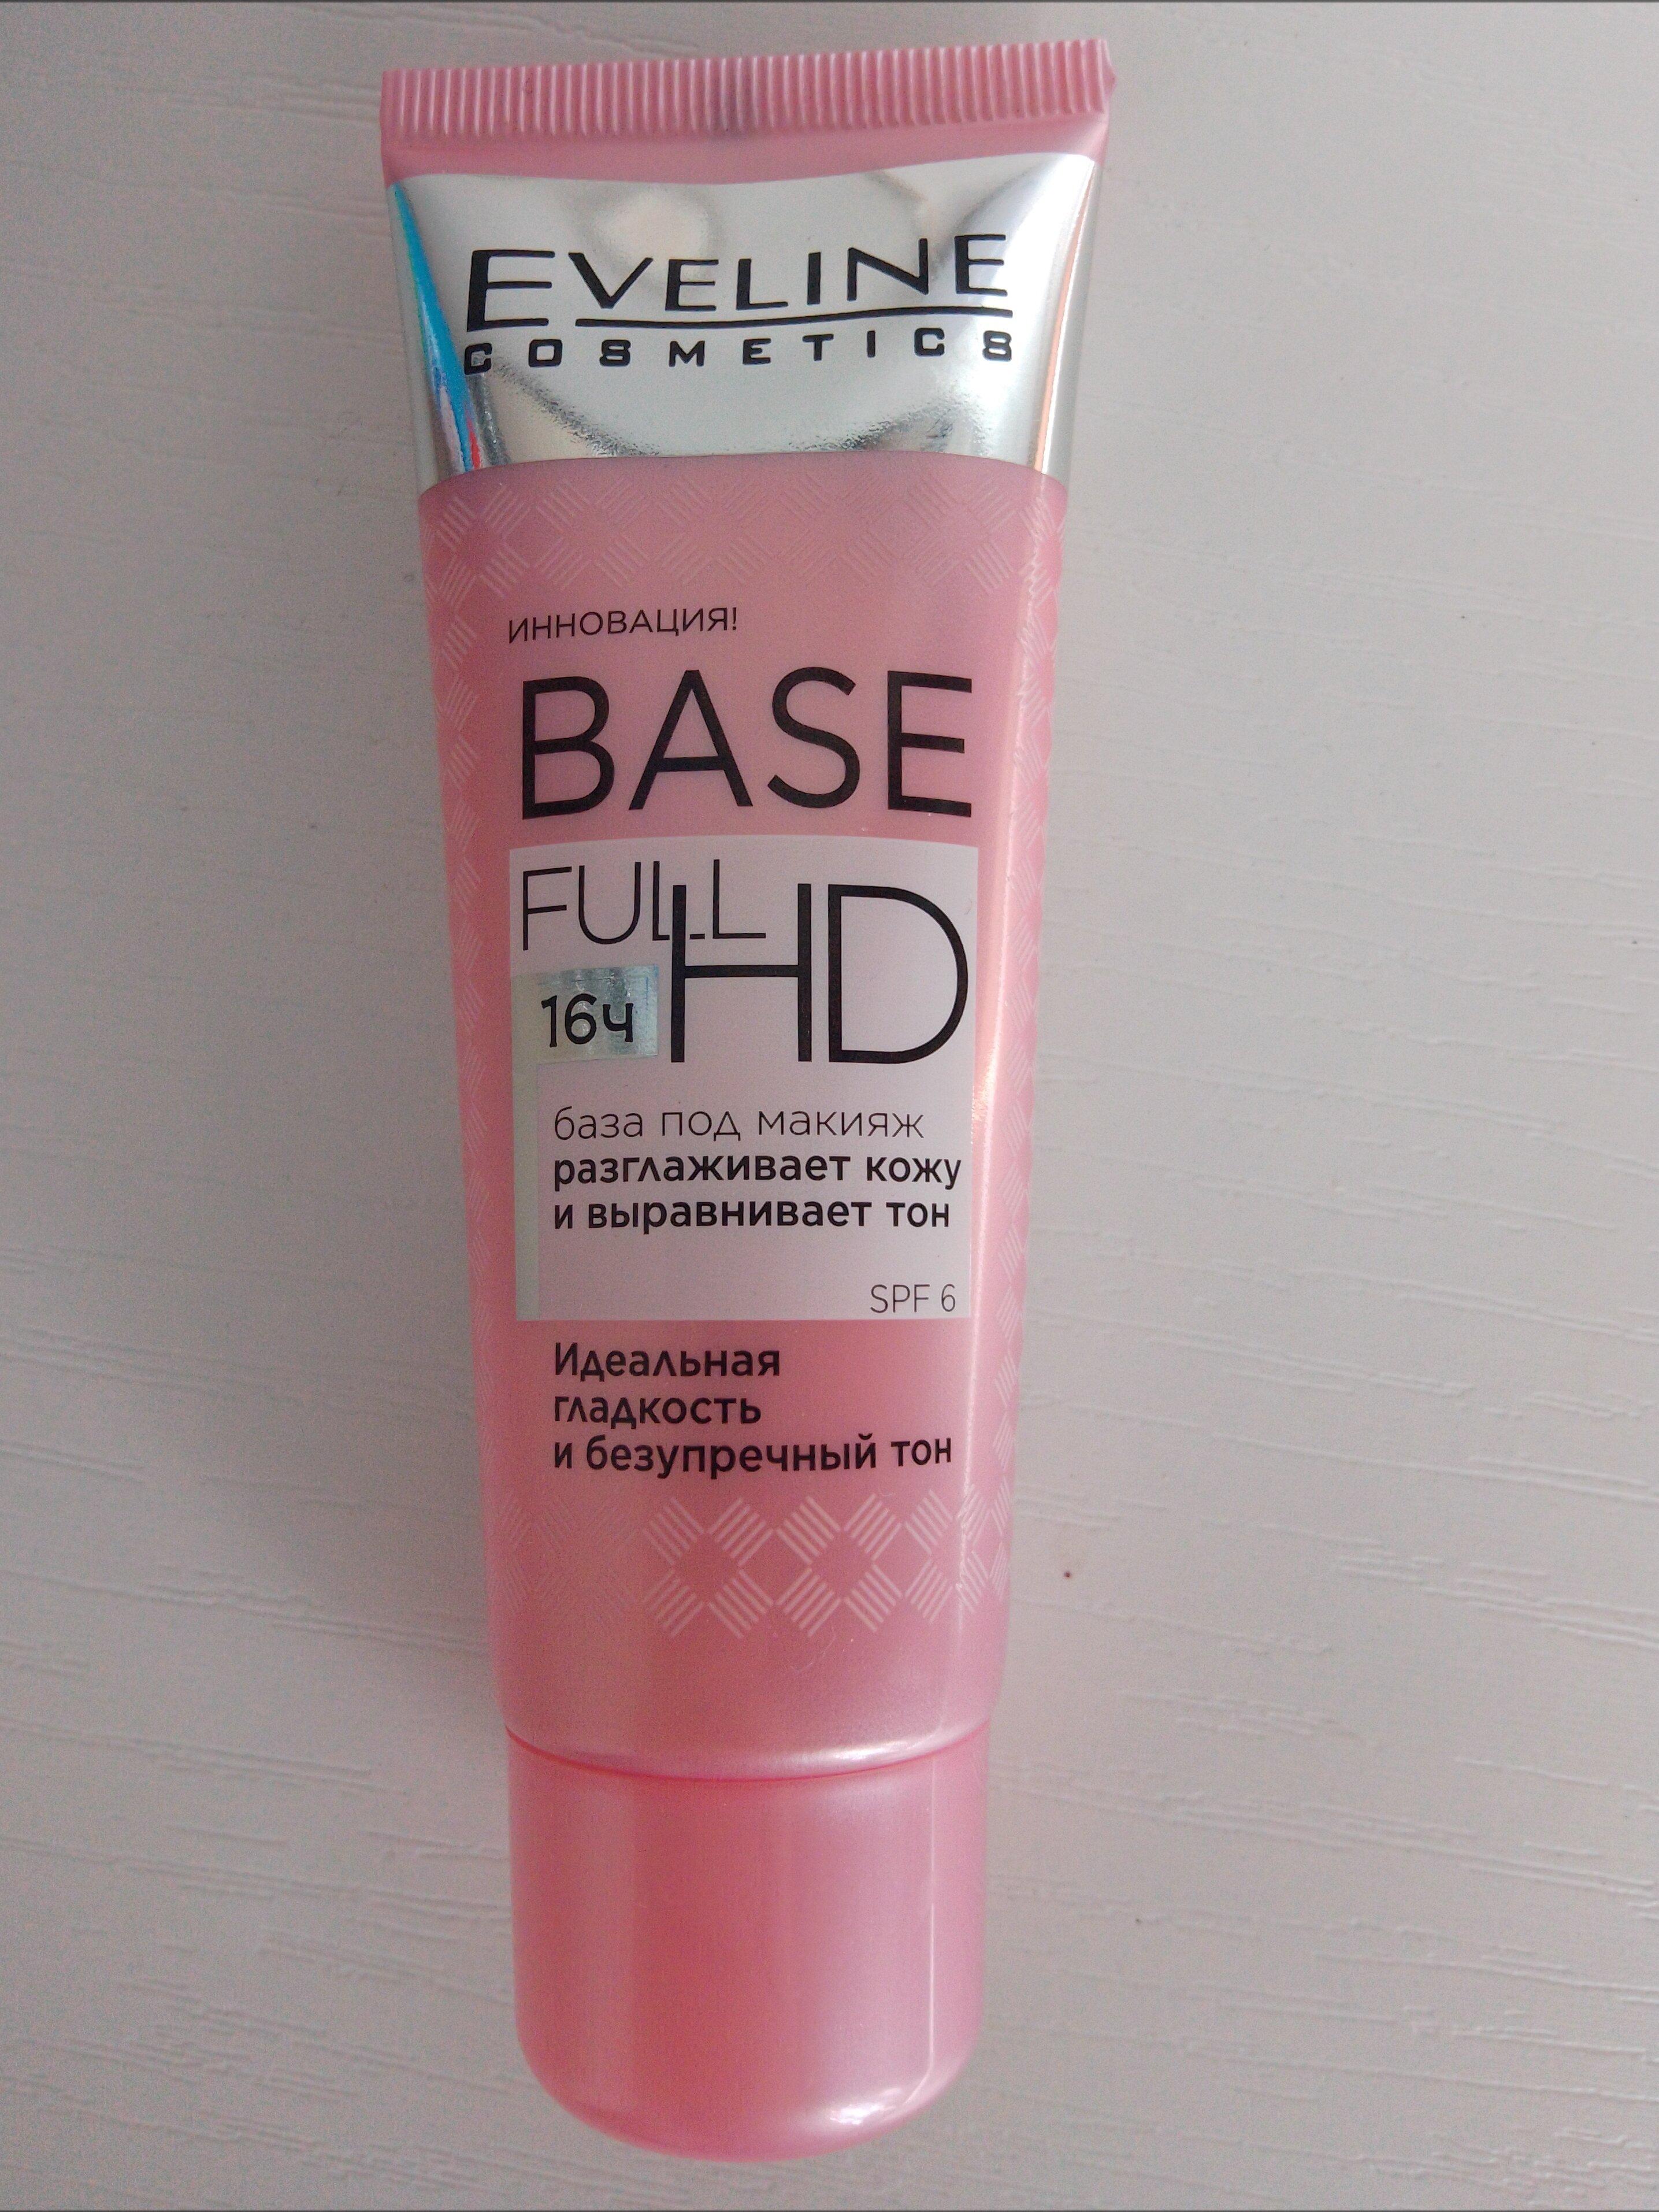 EVELINE
COSMETICS
ИННОВАЦИЯ!
BASE
FULL
HD
16ч
база под макияж
разглаживает кожу
и выравнивает тон
SPF 6
Идеальная
гладкость
и безупречный тон